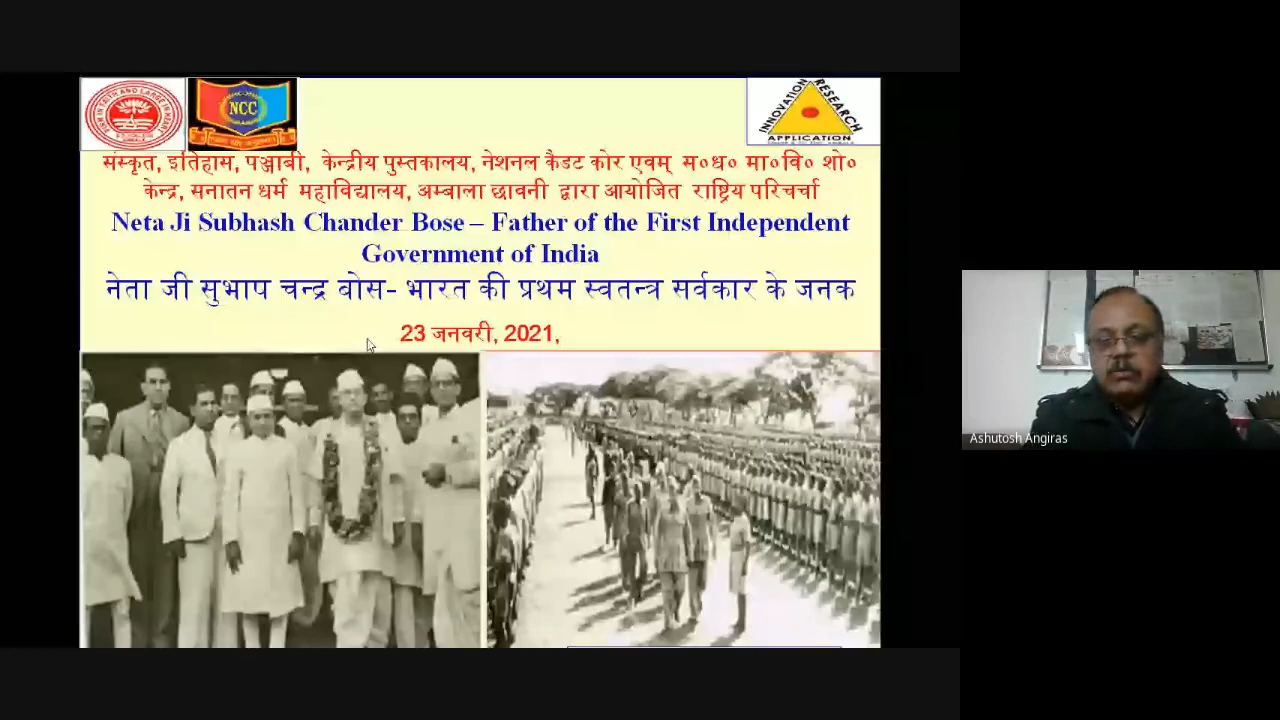 NCC
INNOVATION
RESEARCH
APPLICATION
संस्कृत, इतिहास, पञ्जाबी, केन्द्रीय पुस्तकालय, नेशनल कैडट कोर एवम् स०ध० मा०वि० शो०
केन्द्र, सनातन धर्म महाविद्यालय, अम्बाला छावनी द्वारा आयोजित राष्ट्रिय परिचर्चा
Neta Ji Subhash Chander Bose – Father of the First Independent
Government of India
नेता जी सुभाष चन्द्र बोस- भारत की प्रथम स्वतन्त्र सर्वकार के जनक
23 जनवरी, 2021,
Ashutosh Angiras